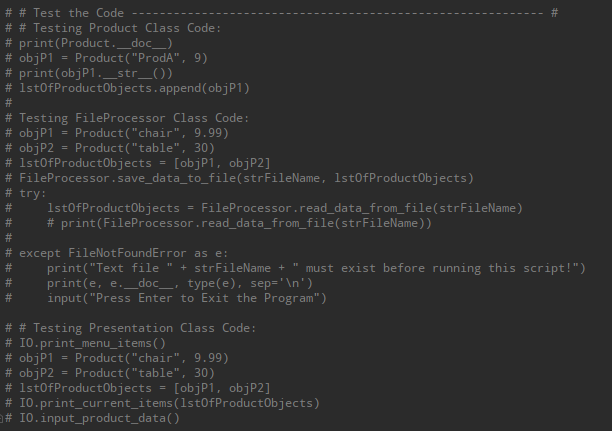 # # Test the Code ---------------------------------------------------------- #
# # Testing Product Class Code:
# print(Product.__doc__)
# objP1 = Product("ProdA", 9)
# print(objP1.__str__())
# lstOfProductObjects.append(objP1)
#
# Testing FileProcessor Class Code:
# objP1 = Product("chair", 9.99)
# objP2 = Product("table", 30)
# lstOfProductObjects = [objP1, objP2]
# FileProcessor.save_data_to_file(strFileName, lstOfProductObjects)
# try:
#     lstOfProductObjects = FileProcessor.read_data_from_file(strFileName)
#     # print(FileProcessor.read_data_from_file(strFileName))
#
# except FileNotFoundError as e:
#     print("Text file " + strFileName + " must exist before running this script!")
#     print(e, e.__doc__, type(e), sep='\n')
#     input("Press Enter to Exit the Program")

# # Testing Presentation Class Code:
# IO.print_menu_items()
# objP1 = Product("chair", 9.99)
# objP2 = Product("table", 30)
# lstOfProductObjects = [objP1, objP2]
# IO.print_current_items(lstOfProductObjects)
# IO.input_product_data()